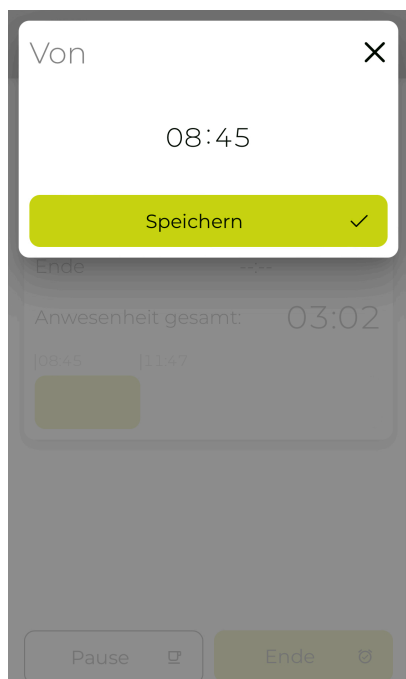 Von
08:45
Speichern
Ende --:--
Anwesenheit gesamt: 03:02
|08:45 |11:47
Pause Ende